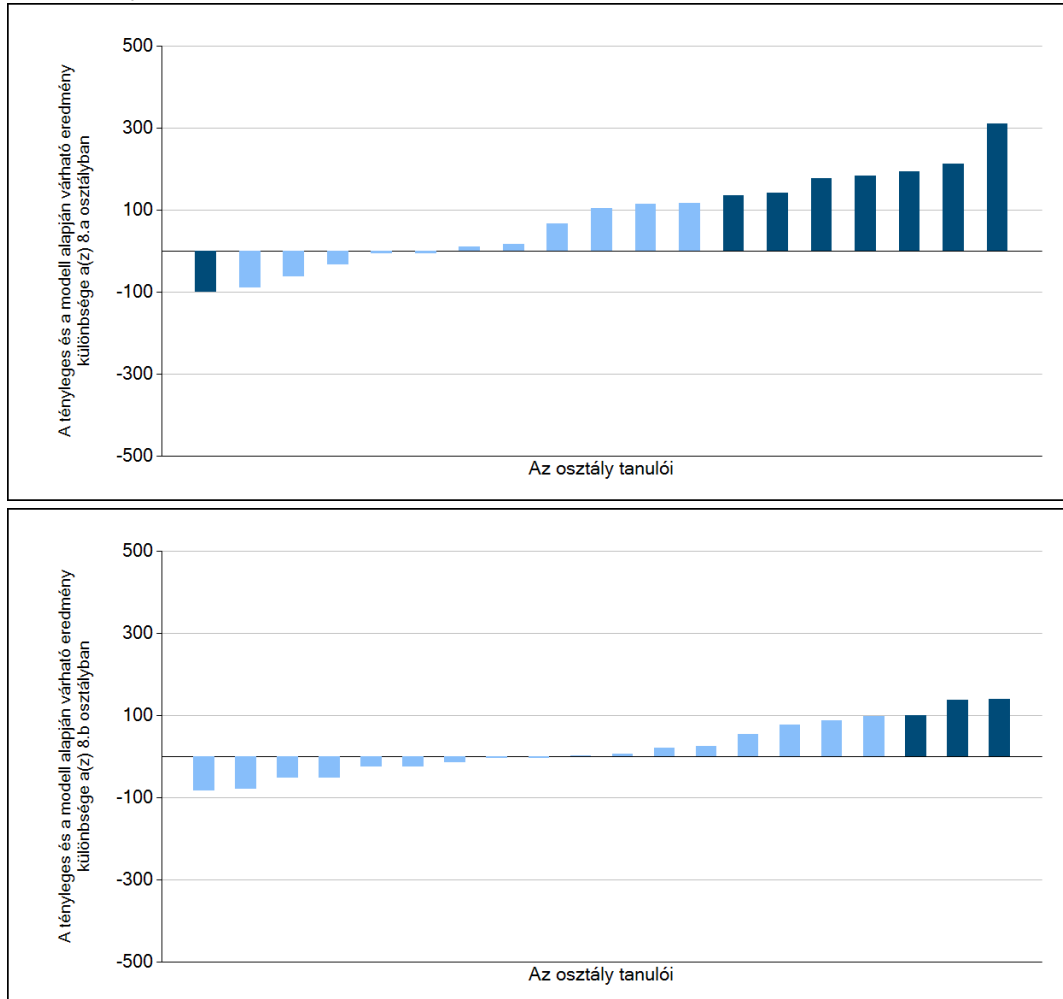 A tényleges és a modell alapján várható eredmény
különbsége a(z) 8.a osztályban
500
300
100
-100
-300
-500
Az osztály tanulói
A tényleges és a modell alapján várható eredmény
különbsége a(z) 8.b osztályban
500
300
100
-100
-300
-500
Az osztály tanulói